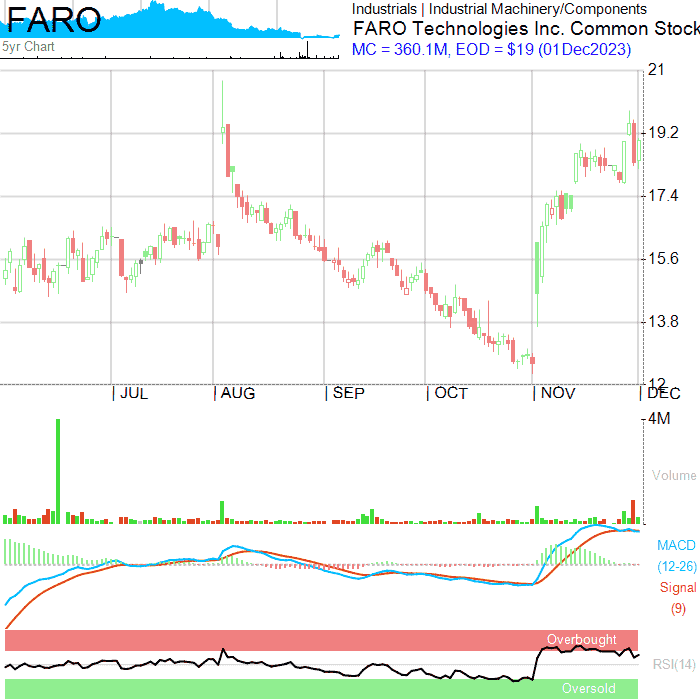 FARO
5yr Chart
Industrials | Industrial Machinery/Components
FARO Technologies Inc. Common Stock
MC = 360.1M, EOD = $19 (01Dec2023)
21
19.2
17.4
15.6
13.8
12
JUL
AUG
SEP
OCT
NOV
DEC
4M
Volume
MACD
(12-26)
Signal
(9)
Overbought
RSI(14)
Oversold